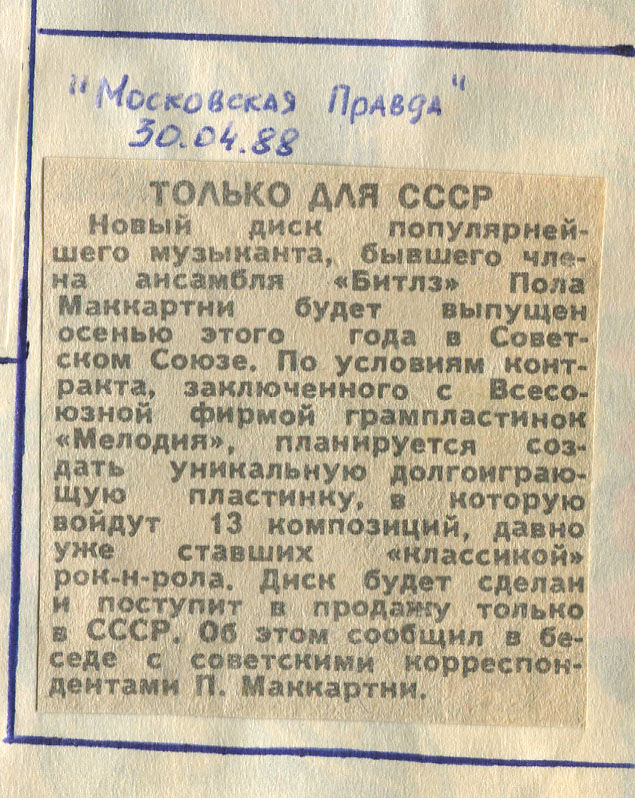 "Московская Правда"
30.04.88
ТОЛЬКО ДЛЯ СССР
Новый диск популярней-
шего музыканта, бывшего чле-
на ансамбля «Битлз» Пола
Маккартни будет выпущен
осенью этого года в Совет-
ском Союзе. По условиям конт-
ракта, заключенного с Всесо-
юзной фирмой грампластинок
«Мелодия», планируется соз-
дать уникальную долгоиграю-
щую пластинку, в которую
войдут 13 композиций, давно
уже ставших «классикой»
рок-н-рола. Диск будет сделан
и поступит в продажу только
в СССР. Об этом сообщил в бе-
седе с советскими корреспон-
дентами П. Маккартни.